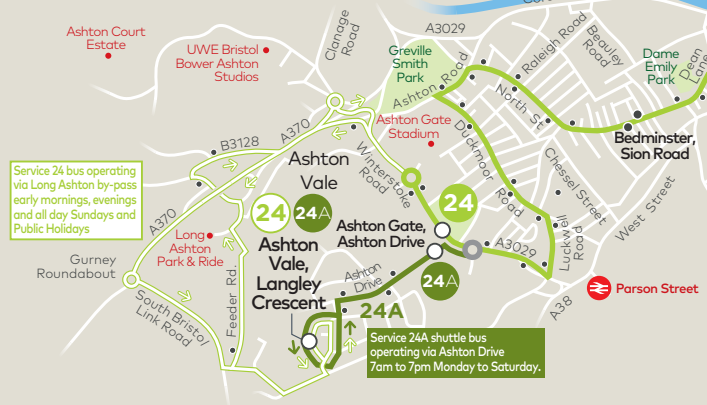 A3029
Ashton Court
Estate
UWE Bristol
Bower Ashton
Studios
Clanage
Road
Greville
Smith
Park
Ashton Road
Raleigh Road
Beauley
Road
Dame
Emily
Park
Dean
Lane
North St
Ashton Gate
Stadium
Duckmoor Road
Bedminster,
Sion Road
B3128
A370
Ashton
Vale
Winterstoke
Road
Chessel Street
West Street
Service 24 bus operating
via Long Ashton by-pass
early mornings, evenings
and all day Sundays and
Public Holidays
24
24A
24
A370
Long
Ashton
Park & Ride
Ashton
Vale,
Langley
Crescent
Ashton Gate,
Ashton Drive
A3029
Luckwell
Road
Gurney
Roundabout
Feeder Rd.
Ashton
Drive
24A
South Bristol
Link Road
24A
A38
Parson Street
Service 24A shuttle bus
operating via Ashton Drive
7am to 7pm Monday to Saturday.